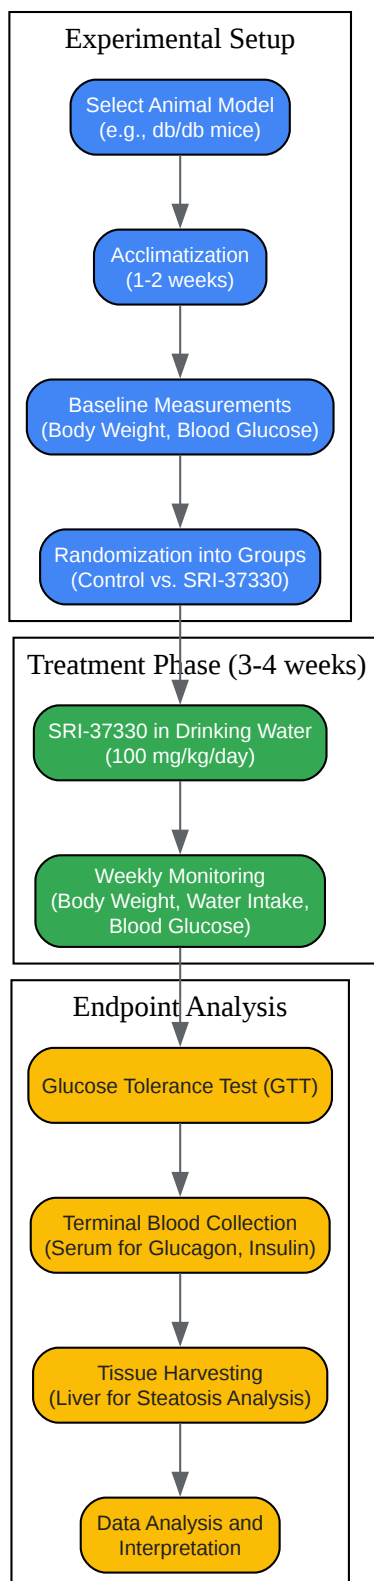 Experimental Setup
Select Animal Model
(e.g., db/db mice)
Acclimatization
(1-2 weeks)
Baseline Measurements
(Body Weight, Blood Glucose)
Randomization into Groups
(Control vs. SRI-37330)
Treatment Phase (3-4 weeks)
SRI-37330 in Drinking Water
(100 mg/kg/day)
Weekly Monitoring
(Body Weight, Water Intake,
Blood Glucose)
Endpoint Analysis
Glucose Tolerance Test (GTT)
Terminal Blood Collection
(Serum for Glucagon, Insulin)
Tissue Harvesting
(Liver for Steatosis Analysis)
Data Analysis and
Interpretation